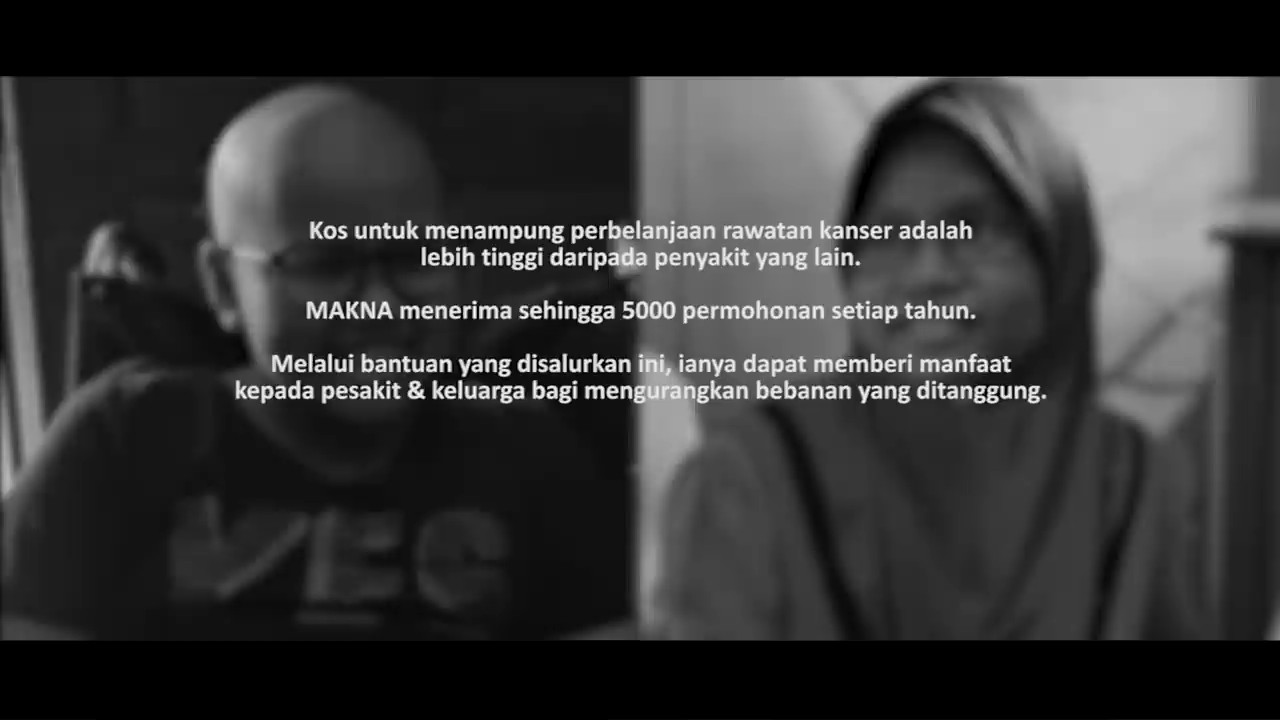 Kos untuk menampung perbelanjaan rawatan kanser adalah
lebih tinggi daripada penyakit yang lain.
MAKNA menerima sehingga 5000 permohonan setiap tahun.
Melalui bantuan yang disalurkan ini, ianya dapat memberi manfaat
kepada pesakit & keluarga bagi mengurangkan bebanan yang ditanggung.